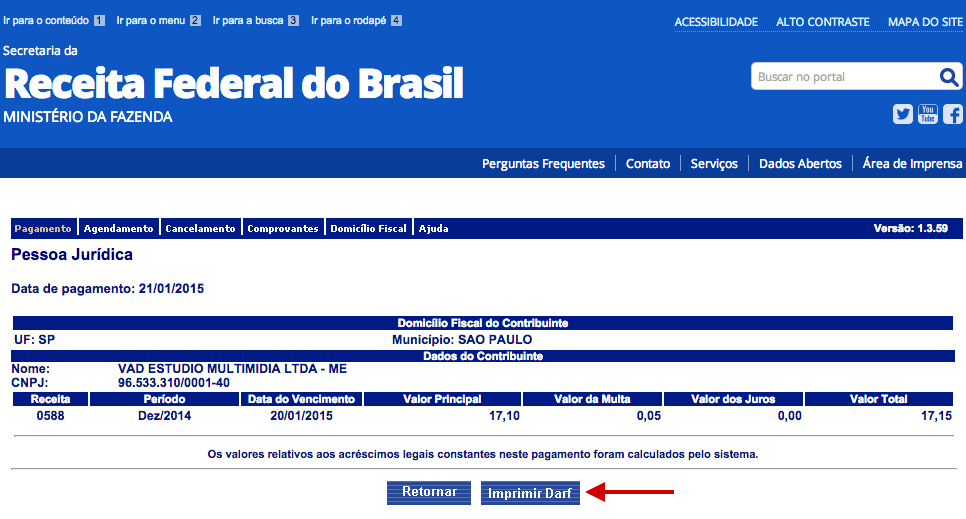 Ir para o conteúdo 1 Ir para o menu 2 Ir para a busca 3 Ir para o rodapé 4
ACESSIBILIDADE ALTO CONTRASTE MAPA DO SITE
Secretaria da
Receita Federal do Brasil
MINISTÉRIO DA FAZENDA
Buscar no portal
You Tube
Perguntas Frequentes Contato Serviços Dados Abertos Área de Imprensa
Pagamento Agendamento Cancelamento Comprovantes Domicílio Fiscal Ajuda Versão: 1.3.59
Pessoa Jurídica
Data de pagamento: 21/01/2015
Domicílio Fiscal do Contribuinte
UF: SP Município: SAO PAULO
Dados do Contribuinte
Nome: VAD ESTUDIO MULTIMIDIA LTDA - ME
CNPJ: 96.533.310/0001-40
Receita Período Data do Vencimento Valor Principal Valor da Multa Valor dos Juros Valor Total
0588 Dez/2014 20/01/2015 17,10 0,05 0,00 17,15
Os valores relativos aos acréscimos legais constantes neste pagamento foram calculados pelo sistema.
Retornar Imprimir Darf